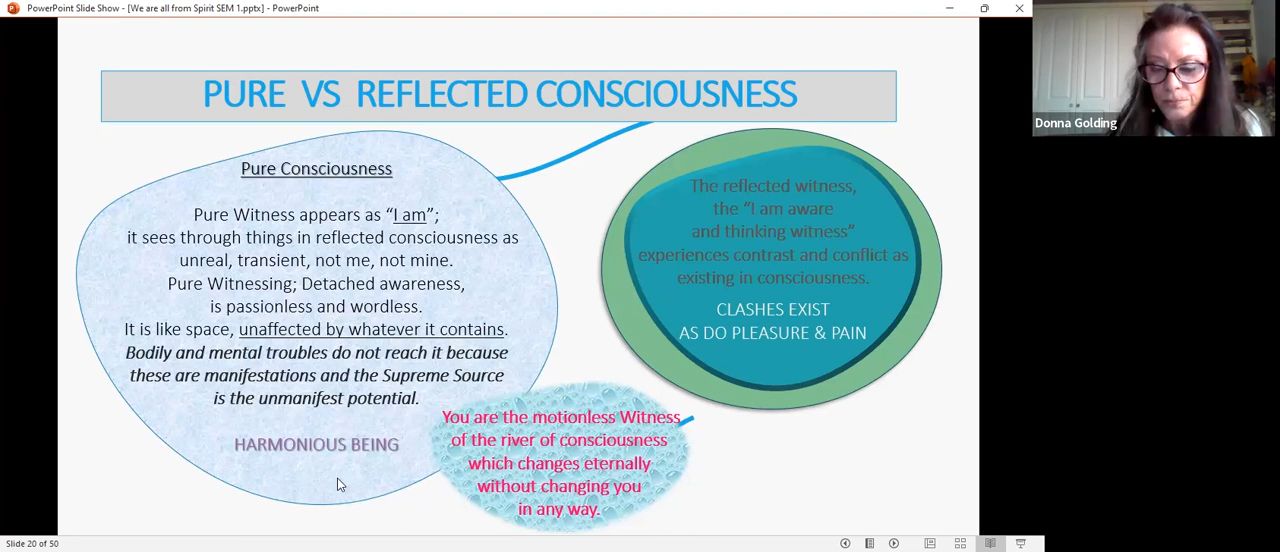 PowerPoint Slide Show - [We are all from Spirit SEM 1.pptx] - PowerPoint
PURE VS REFLECTED CONSCIOUSNESS
Pure Consciousness
Pure Witness appears as “I am”;
it sees through things in reflected consciousness as
unreal, transient, not me, not mine.
Pure Witnessing; Detached awareness,
is passionless and wordless.
It is like space, unaffected by whatever it contains.
Bodily and mental troubles do not reach it because
these are manifestations and the Supreme Source
is the unmanifest potential.
HARMONIOUS BEING
The reflected witness,
the “I am aware
and thinking witness”
experiences contrast and conflict as
existing in consciousness.
CLASHES EXIST
AS DO PLEASURE & PAIN
You are the motionless Witness
of the river of consciousness
which changes eternally
without changing you
in any way.
Donna Golding
Slide 20 of 50